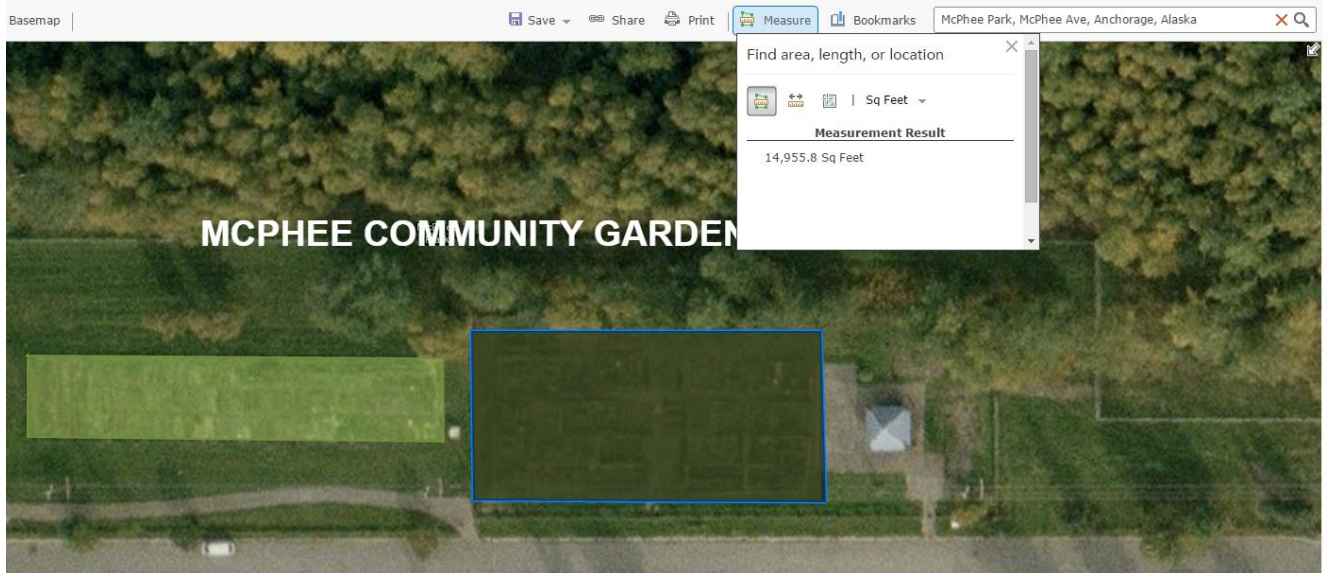 Basemap
Save
Share
Print
Measure
Bookmarks
McPhee Park, McPhee Ave, Anchorage, Alaska
Find area, length, or location
Sq Feet
Measurement Result
14,955.8 Sq Feet
MCPHEE COMMUNITY GARDEN